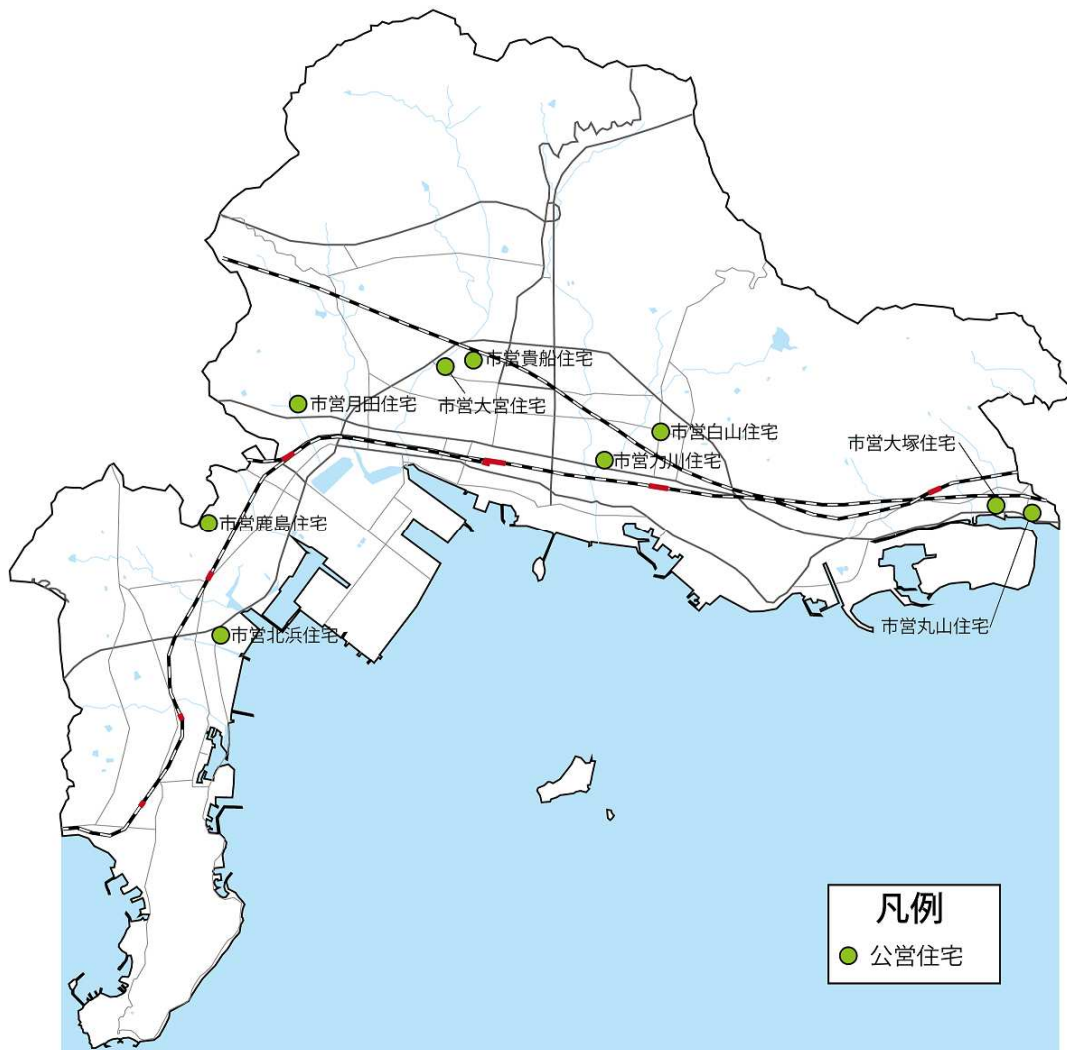 市営貴船住宅
市営大宮住宅
市営月田住宅
市営白山住宅
市営大塚住宅
市営力川住宅
市営鹿島住宅
市営丸山住宅
市営北浜住宅
凡例
公営住宅